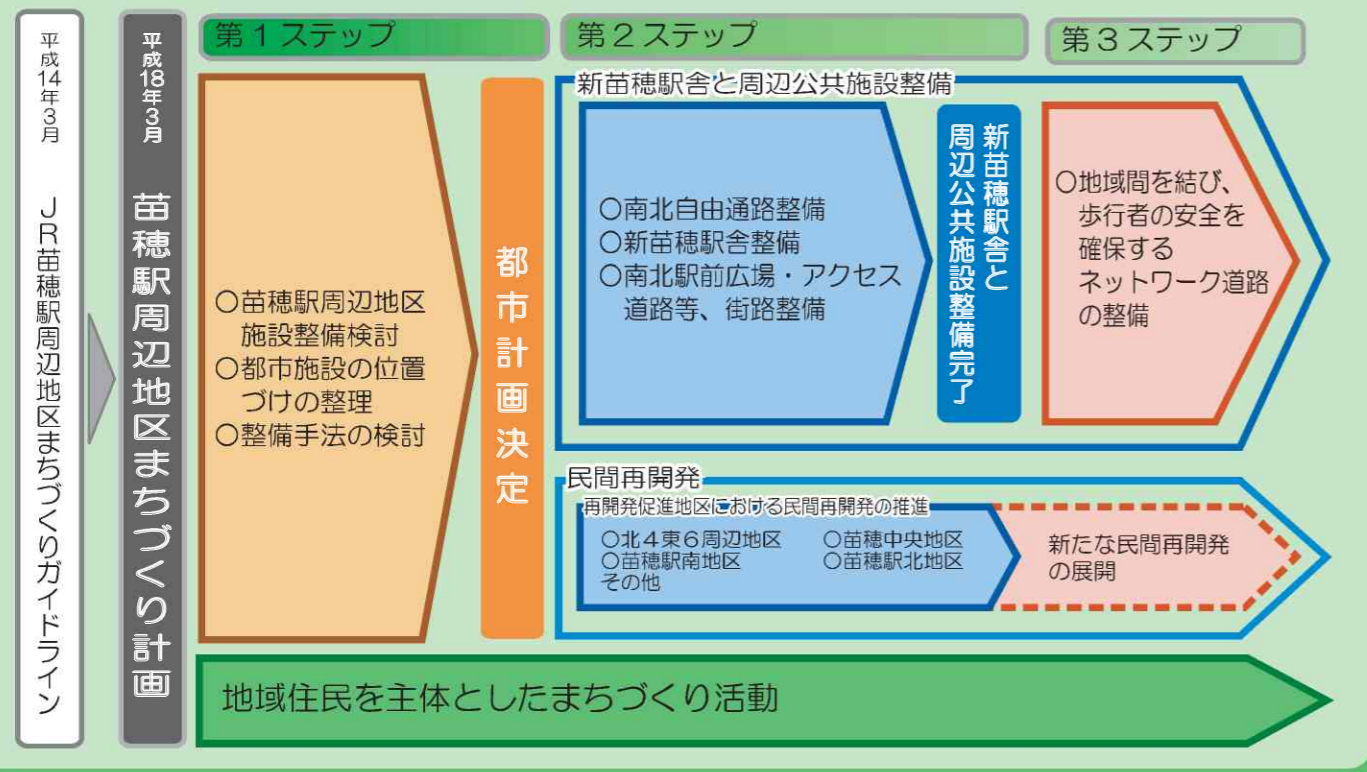 平成14年3月 JR苗穂駅周辺地区まちづくりガイドライン
平成18年3月 苗穂駅周辺地区まちづくり計画
第1ステップ
○苗穂駅周辺地区
施設整備検討
○都市施設の位置
づけの整理
○整備手法の検討
都市計画決定
第2ステップ
新苗穂駅舎と周辺公共施設整備
○南北自由通路整備
○新苗穂駅舎整備
○南北駅前広場・アクセス
道路等、街路整備
新苗穂駅舎と
周辺公共施設整備完了
第3ステップ
○地域間を結び、
歩行者の安全を
確保する
ネットワーク道路
の整備
民間再開発
再開発促進地区における民間再開発の推進
○北4東6周辺地区 ○苗穂中央地区
○苗穂駅南地区 ○苗穂駅北地区
その他
新たな民間再開発
の展開
地域住民を主体としたまちづくり活動